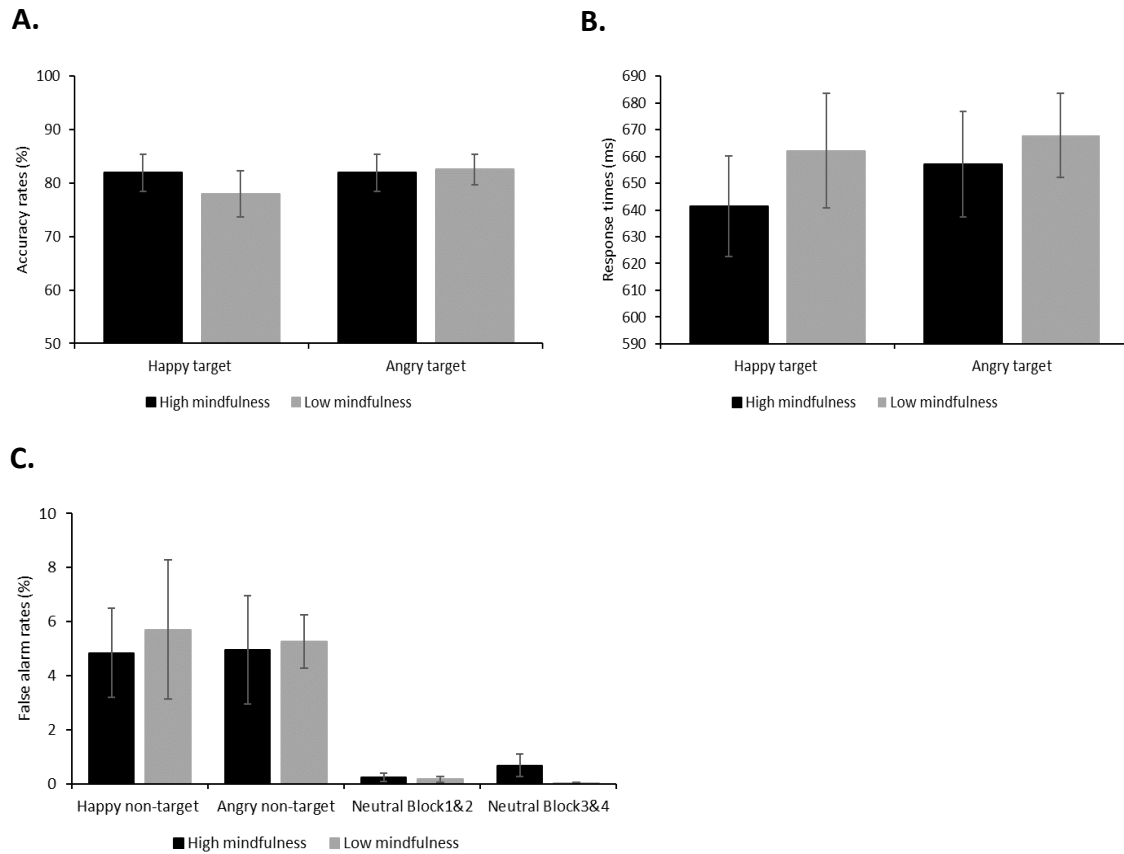 A.
Accuracy rates (%)
100
90
80
70
60
50
Happy target Angry target
High mindfulness Low mindfulness
B.
Response times (ms)
690
680
670
660
650
640
630
620
610
600
590
Happy target Angry target
High mindfulness Low mindfulness
C.
False alarm rates (%)
10
8
6
4
2
0
Happy non-target Angry non-target Neutral Block1&2 Neutral Block3&4
High mindfulness Low mindfulness